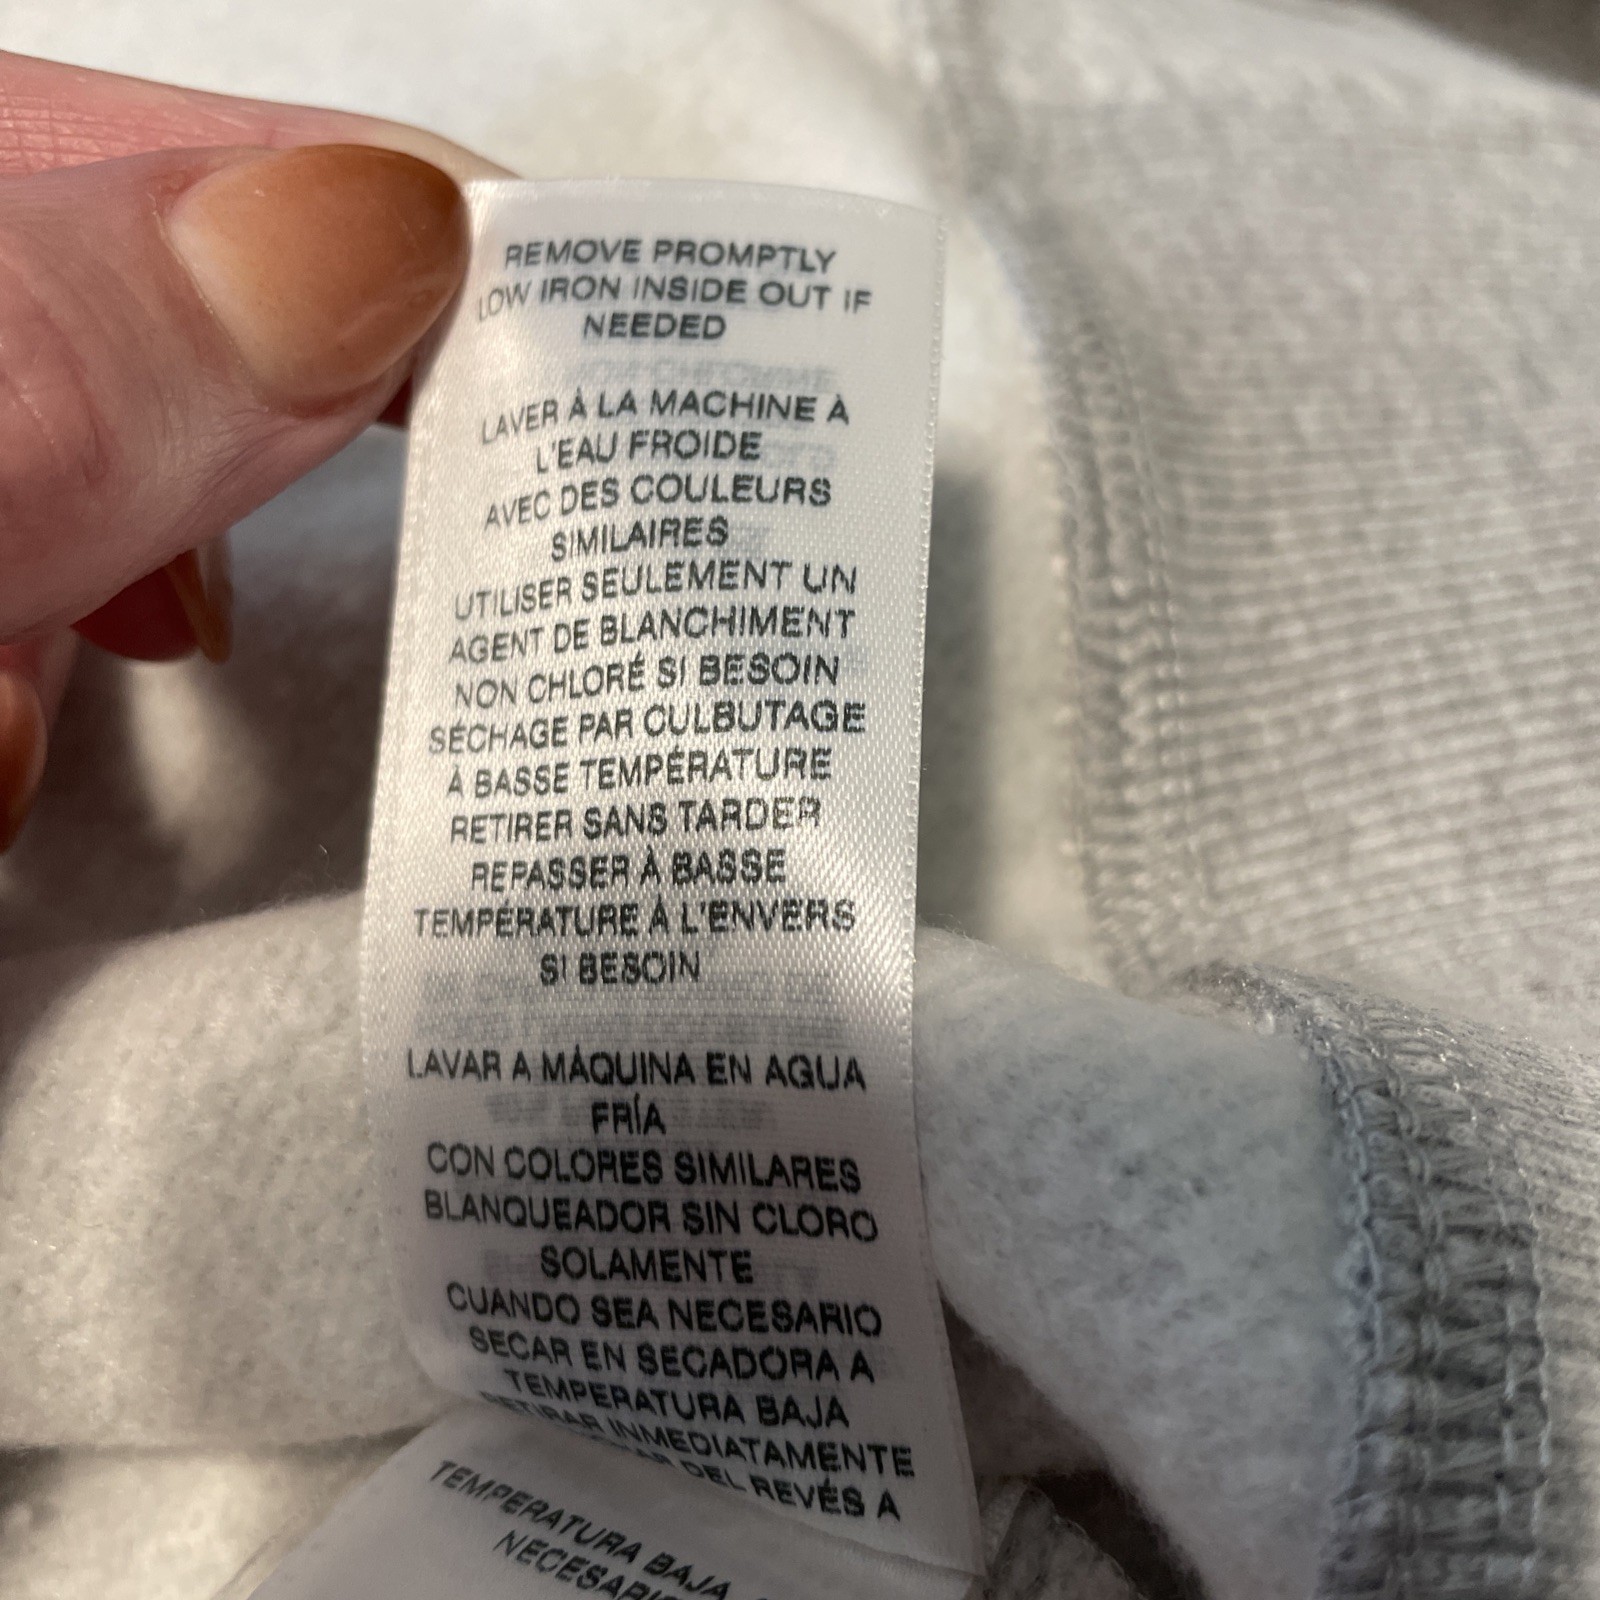 REMOVE PROMPTLY
LOW IRON INSIDE OUT IF
NEEDED
LAVER À LA MACHINE À
L'EAU FROIDE
AVEC DES COULEURS
SIMILAIRES
UTILISER SEULEMENT UN
AGENT DE BLANCHIMENT
NON CHLORÉ SI BESOIN
SÉCHAGE PAR CULBUTAGE
À BASSE TEMPÉRATURE
RETIRER SANS TARDER
REPASSER À BASSE
TEMPÉRATURE À L'ENVERS
SI BESOIN
LAVAR A MÁQUINA EN AGUA
FRÍA
CON COLORES SIMILARES
BLANQUEADOR SIN CLORO
SOLAMENTE
CUANDO SEA NECESARIO
SECAR EN SECADORA A
TEMPERATURA BAJA
RETIRAR INMEDIATAMENTE
DEL REVÉS A
TEMPERATURA BAJA